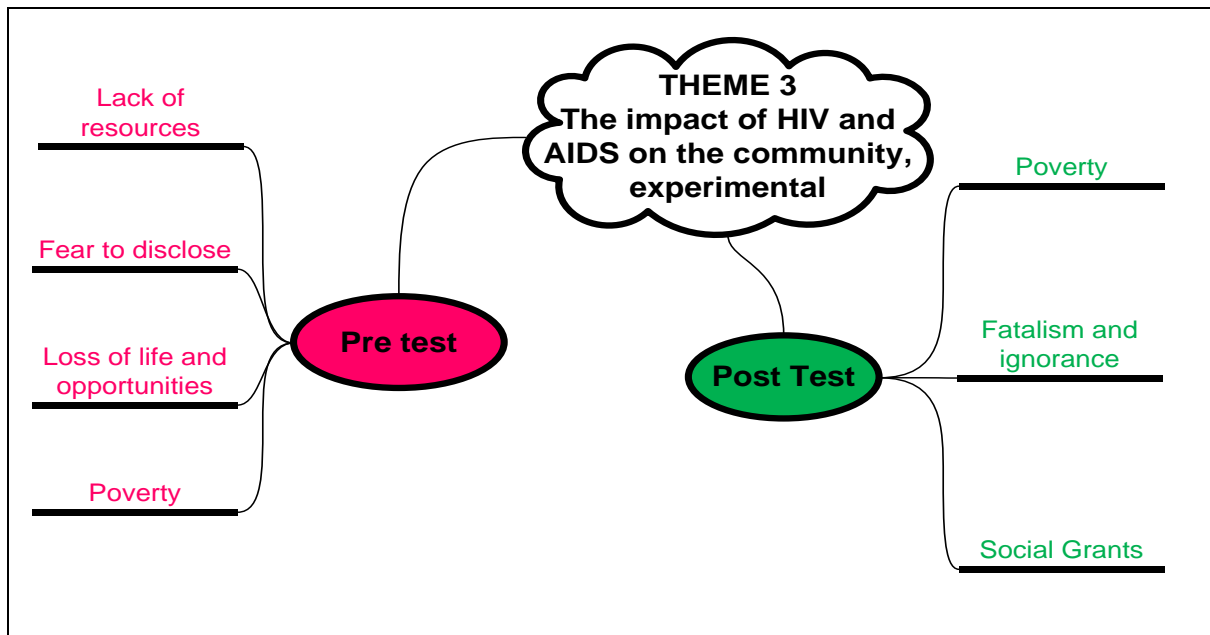 THEME 3
The impact of HIV and
AIDS on the community,
experimental
Pre test
Lack of
resources
Fear to disclose
Loss of life and
opportunities
Poverty
Post Test
Poverty
Fatalism and
ignorance
Social Grants